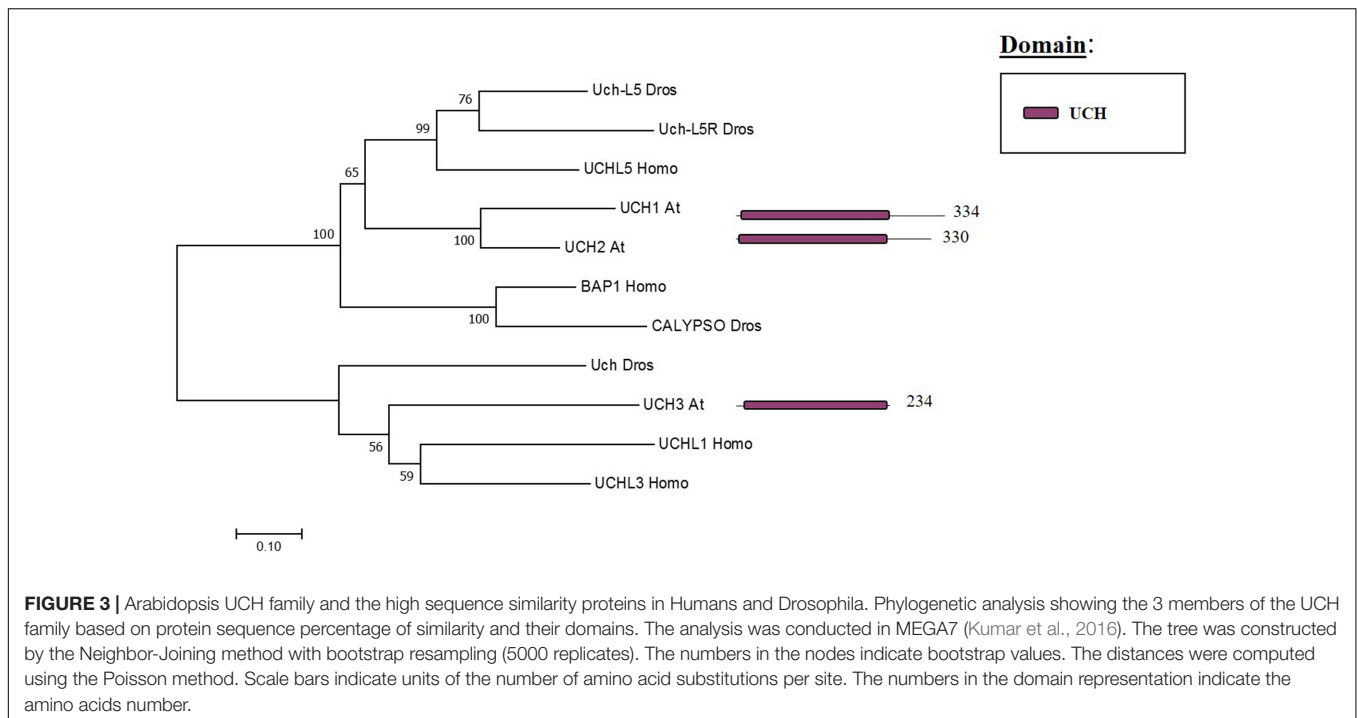 Domain:
UCH
Uch-L5 Dros
76
Uch-L5R Dros
99
UCHL5 Homo
65
UCH1 At
334
100
UCH2 At
330
100
BAP1 Homo
100
CALYPSO Dros
Uch Dros
UCH3 At
234
56
UCHL1 Homo
59
UCHL3 Homo
0.10
FIGURE 3 | Arabidopsis UCH family and the high sequence similarity proteins in Humans and Drosophila. Phylogenetic analysis showing the 3 members of the UCH
family based on protein sequence percentage of similarity and their domains. The analysis was conducted in MEGA7 (Kumar et al., 2016). The tree was constructed
by the Neighbor-Joining method with bootstrap resampling (5000 replicates). The numbers in the nodes indicate bootstrap values. The distances were computed
using the Poisson method. Scale bars indicate units of the number of amino acid substitutions per site. The numbers in the domain representation indicate the
amino acids number.